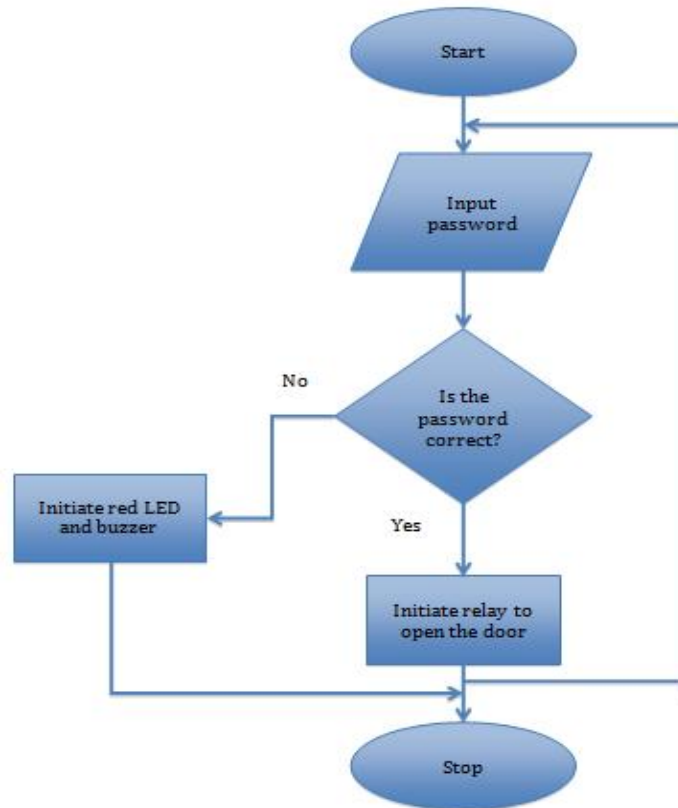 Start
Input
password
Is the
password
correct?
No
Initiate red LED
and buzzer
Yes
Initiate relay to
open the door
Stop